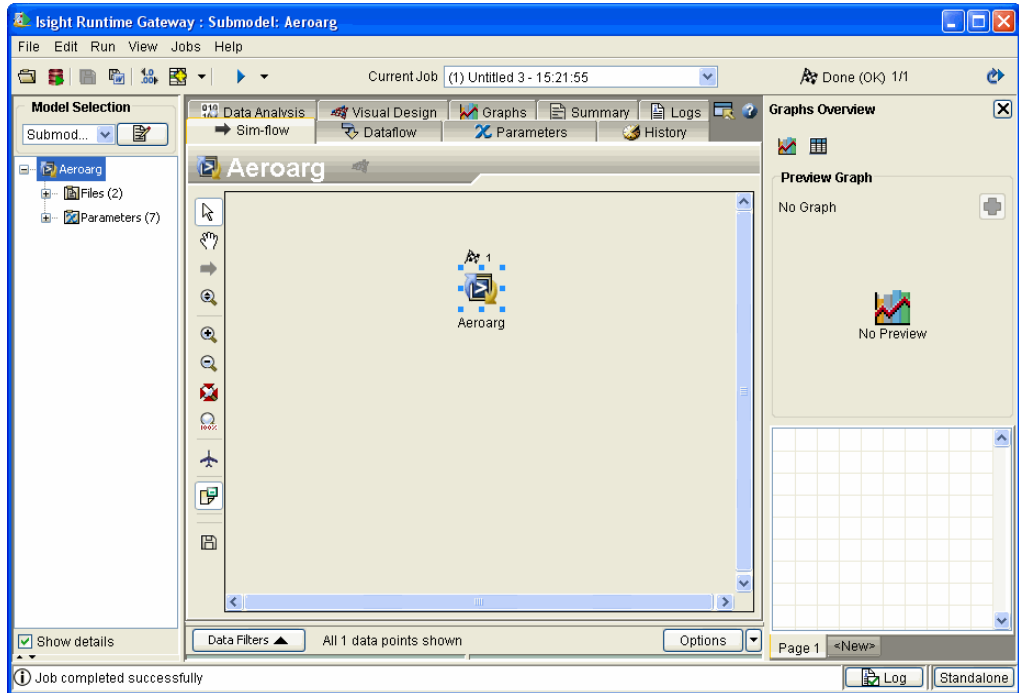 Isight Runtime Gateway : Submodel: Aeroarg
File Edit Run View Jobs Help
Current Job (1) Untitled 3 - 15:21:55 Done (OK) 1/1
Model Selection
Submod...
Aeroarg
Files (2)
Parameters (7)
Show details
Data Analysis Visual Design Graphs Summary Logs
Sim-flow Dataflow Parameters History
Aeroarg
1
Aeroarg
100%
Data Filters All 1 data points shown Options
Graphs Overview
Preview Graph
No Graph
No Preview
Page 1 <New>
Job completed successfully Log Standalone